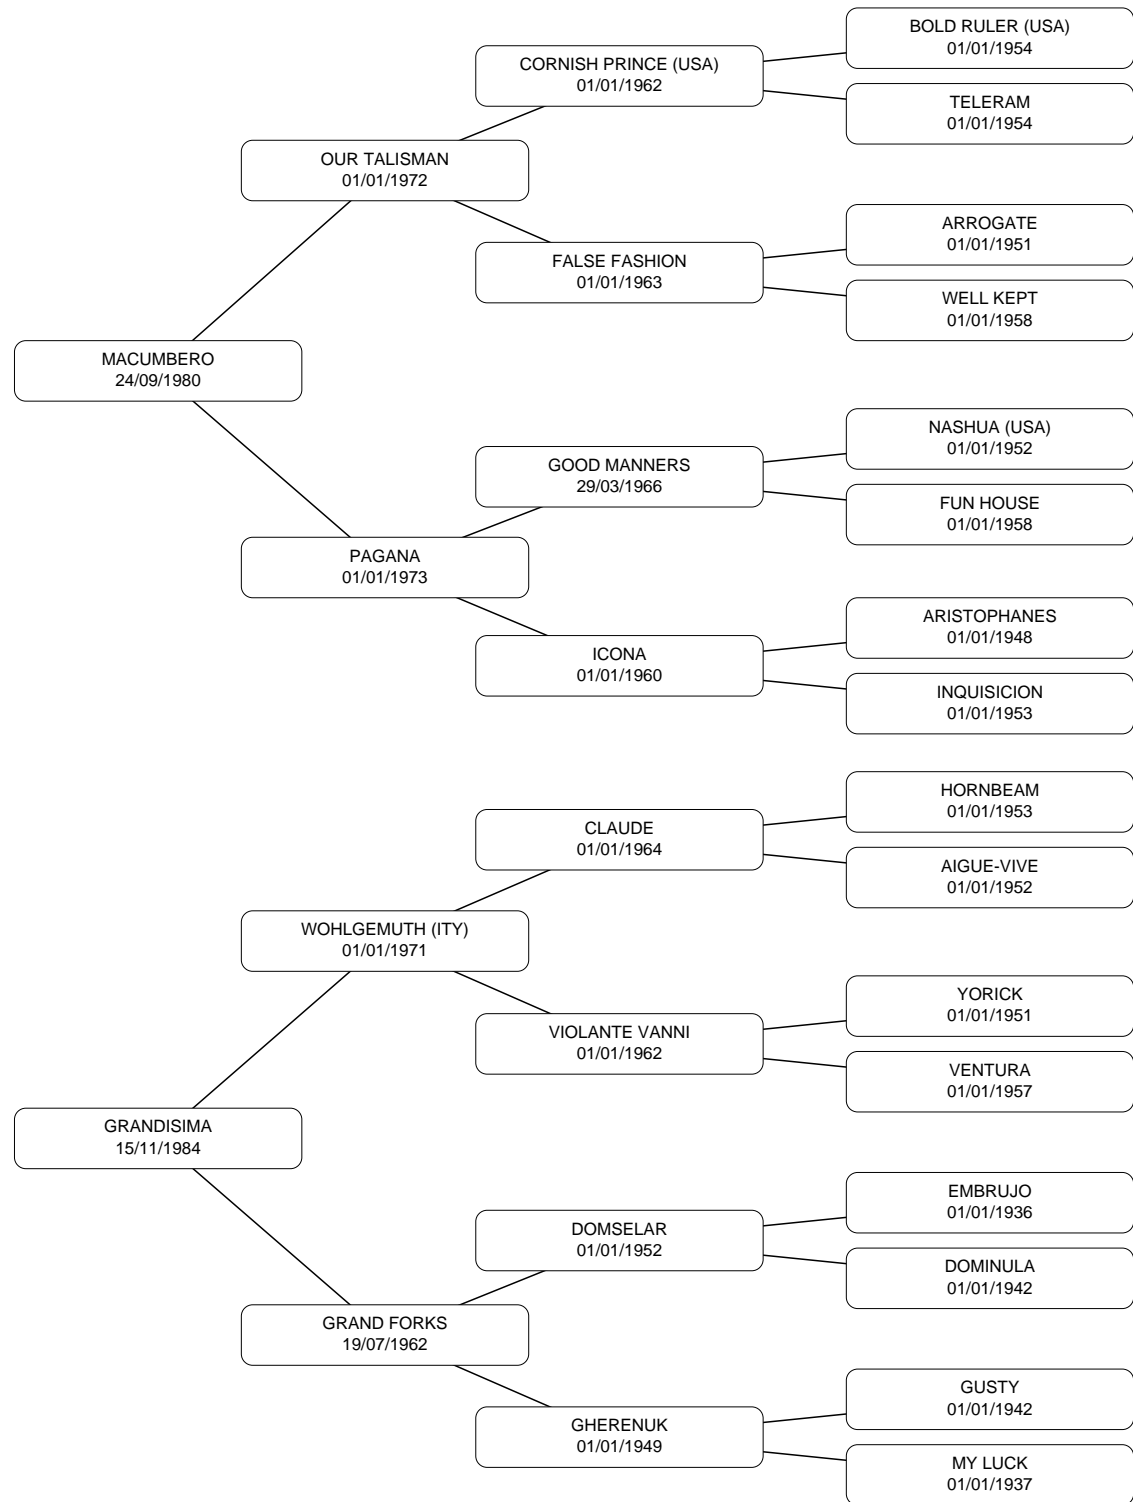 BOLD RULER (USA)
01/01/1954
CORNISH PRINCE (USA)
01/01/1962
TELERAM
01/01/1954
OUR TALISMAN
01/01/1972
ARROGATE
01/01/1951
FALSE FASHION
01/01/1963
WELL KEPT
01/01/1958
MACUMBERO
24/09/1980
NASHUA (USA)
01/01/1952
GOOD MANNERS
29/03/1966
FUN HOUSE
01/01/1958
PAGANA
01/01/1973
ARISTOPHANES
01/01/1948
ICONA
01/01/1960
INQUISICION
01/01/1953
HORNBEAM
01/01/1953
CLAUDE
01/01/1964
AIGUE-VIVE
01/01/1952
WOHLGEMUTH (ITY)
01/01/1971
YORICK
01/01/1951
VIOLANTE VANNI
01/01/1962
VENTURA
01/01/1957
GRANDISIMA
15/11/1984
EMBRUJO
01/01/1936
DOMSELAR
01/01/1952
DOMINULA
01/01/1942
GRAND FORKS
19/07/1962
GUSTY
01/01/1942
GHERENUK
01/01/1949
MY LUCK
01/01/1937